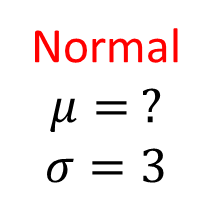 Normal
μ = ?
σ = 3